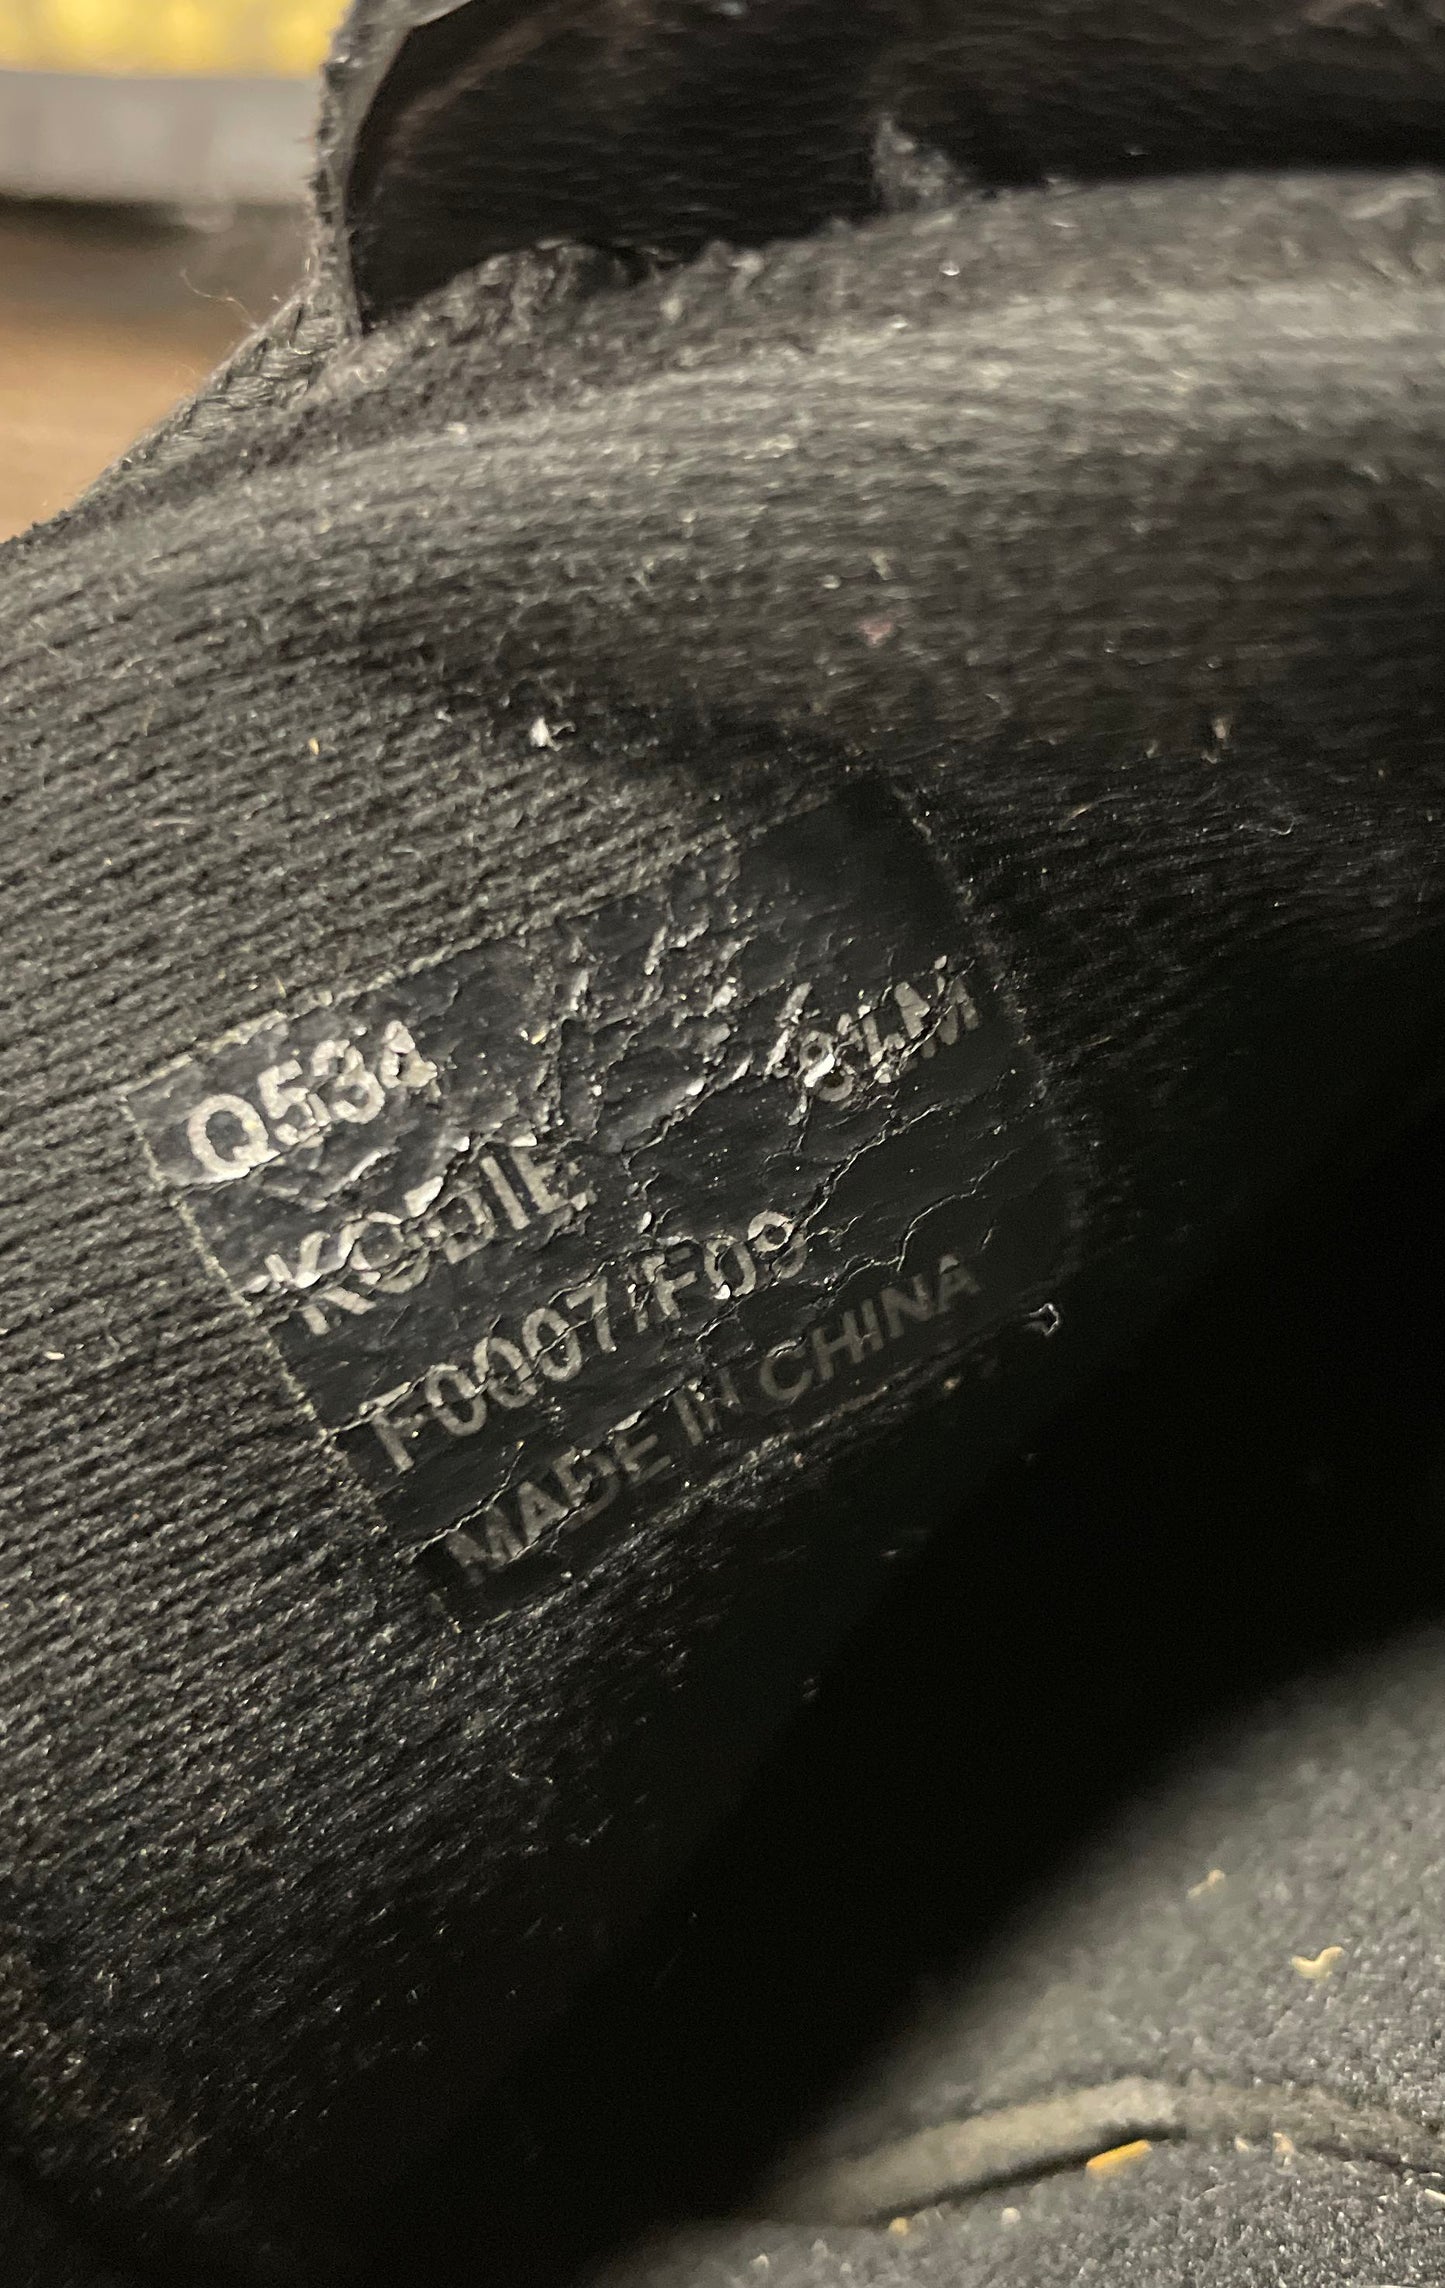 Q534 8½M
KODIE
F0007/F09
MADE IN CHINA